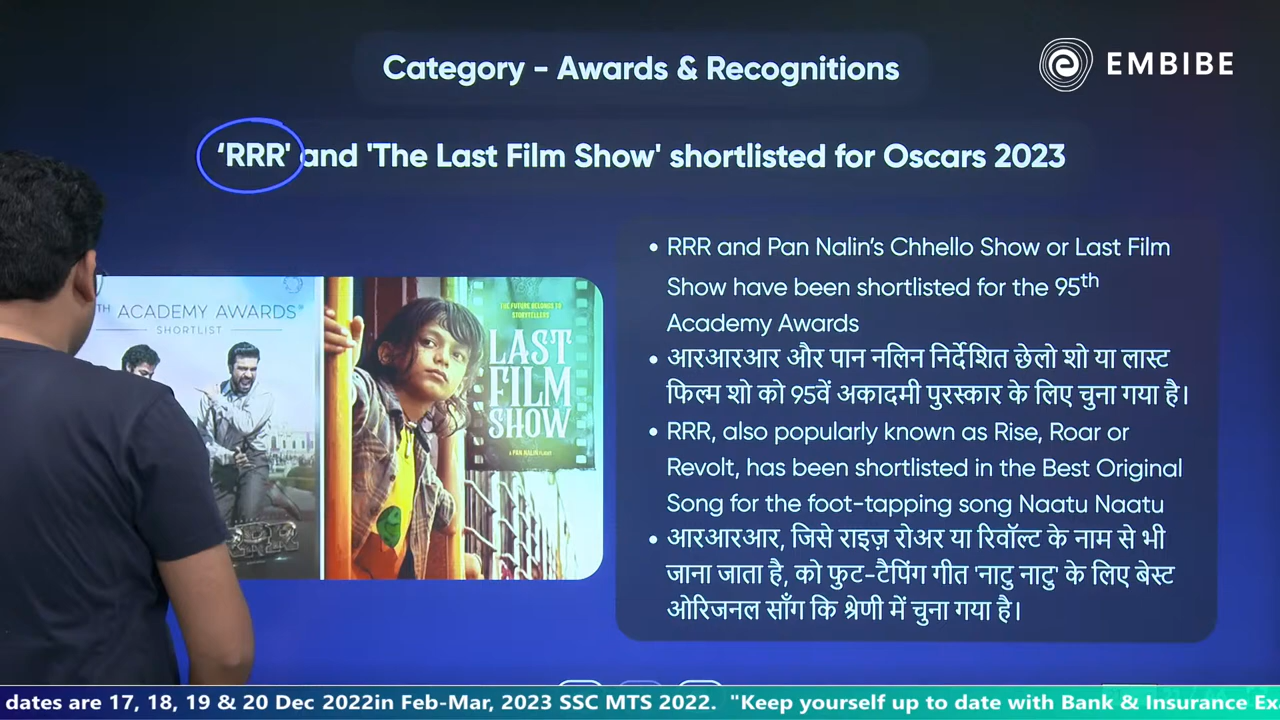 Category - Awards & Recognitions
EMBIBE
‘RRR' and 'The Last Film Show' shortlisted for Oscars 2023
TH ACADEMY AWARDS®
SHORTLIST
THE FUTURE BELONGS TO
STORYTELLERS
LAST
FILM
SHOW
A PAN NALIN FILM
RRR
• RRR and Pan Nalin’s Chhello Show or Last Film
Show have been shortlisted for the 95th
Academy Awards
• आरआरआर और पान नलिन निर्देशित छेलो शो या लास्ट
फिल्म शो को 95वें अकादमी पुरस्कार के लिए चुना गया है।
• RRR, also popularly known as Rise, Roar or
Revolt, has been shortlisted in the Best Original
Song for the foot-tapping song Naatu Naatu
• आरआरआर, जिसे राइज़ रोअर या रिवॉल्ट के नाम से भी
जाना जाता है, को फुट-टैपिंग गीत 'नाटु नाटु' के लिए बेस्ट
ओरिजनल सॉंग कि श्रेणी में चुना गया है।
dates are 17, 18, 19 & 20 Dec 2022in Feb-Mar, 2023 SSC MTS 2022. "Keep yourself up to date with Bank & Insurance Ex